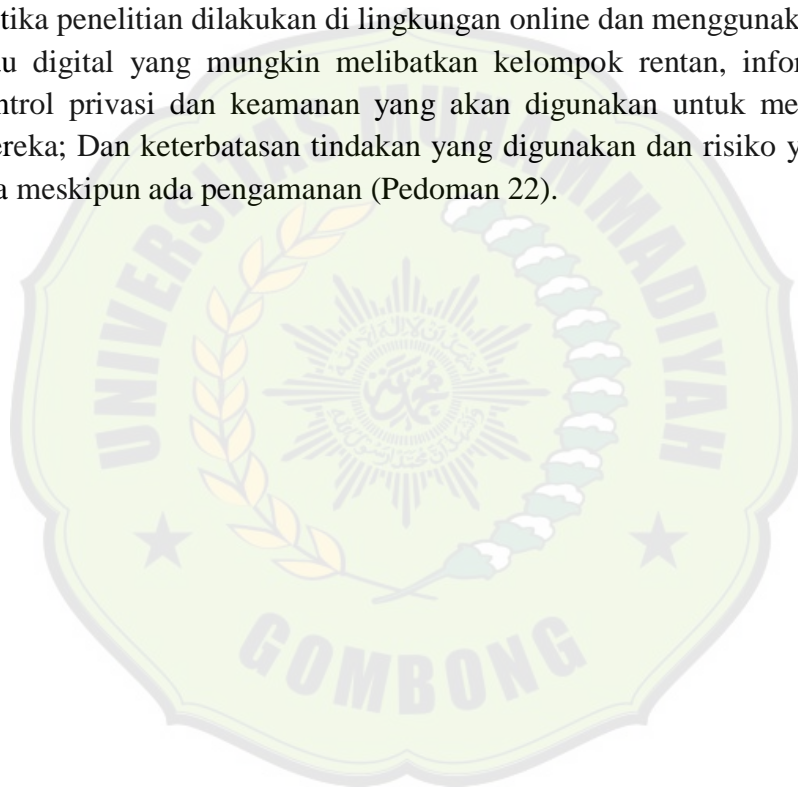 tika penelitian dilakukan di lingkungan online dan menggunak
u digital yang mungkin melibatkan kelompok rentan, infor
ntrol privasi dan keamanan yang akan digunakan untuk me
ereka; Dan keterbatasan tindakan yang digunakan dan risiko y
a meskipun ada pengamanan (Pedoman 22).
UNIVERSITAS MUHAMMADIYAH
GOMBONG